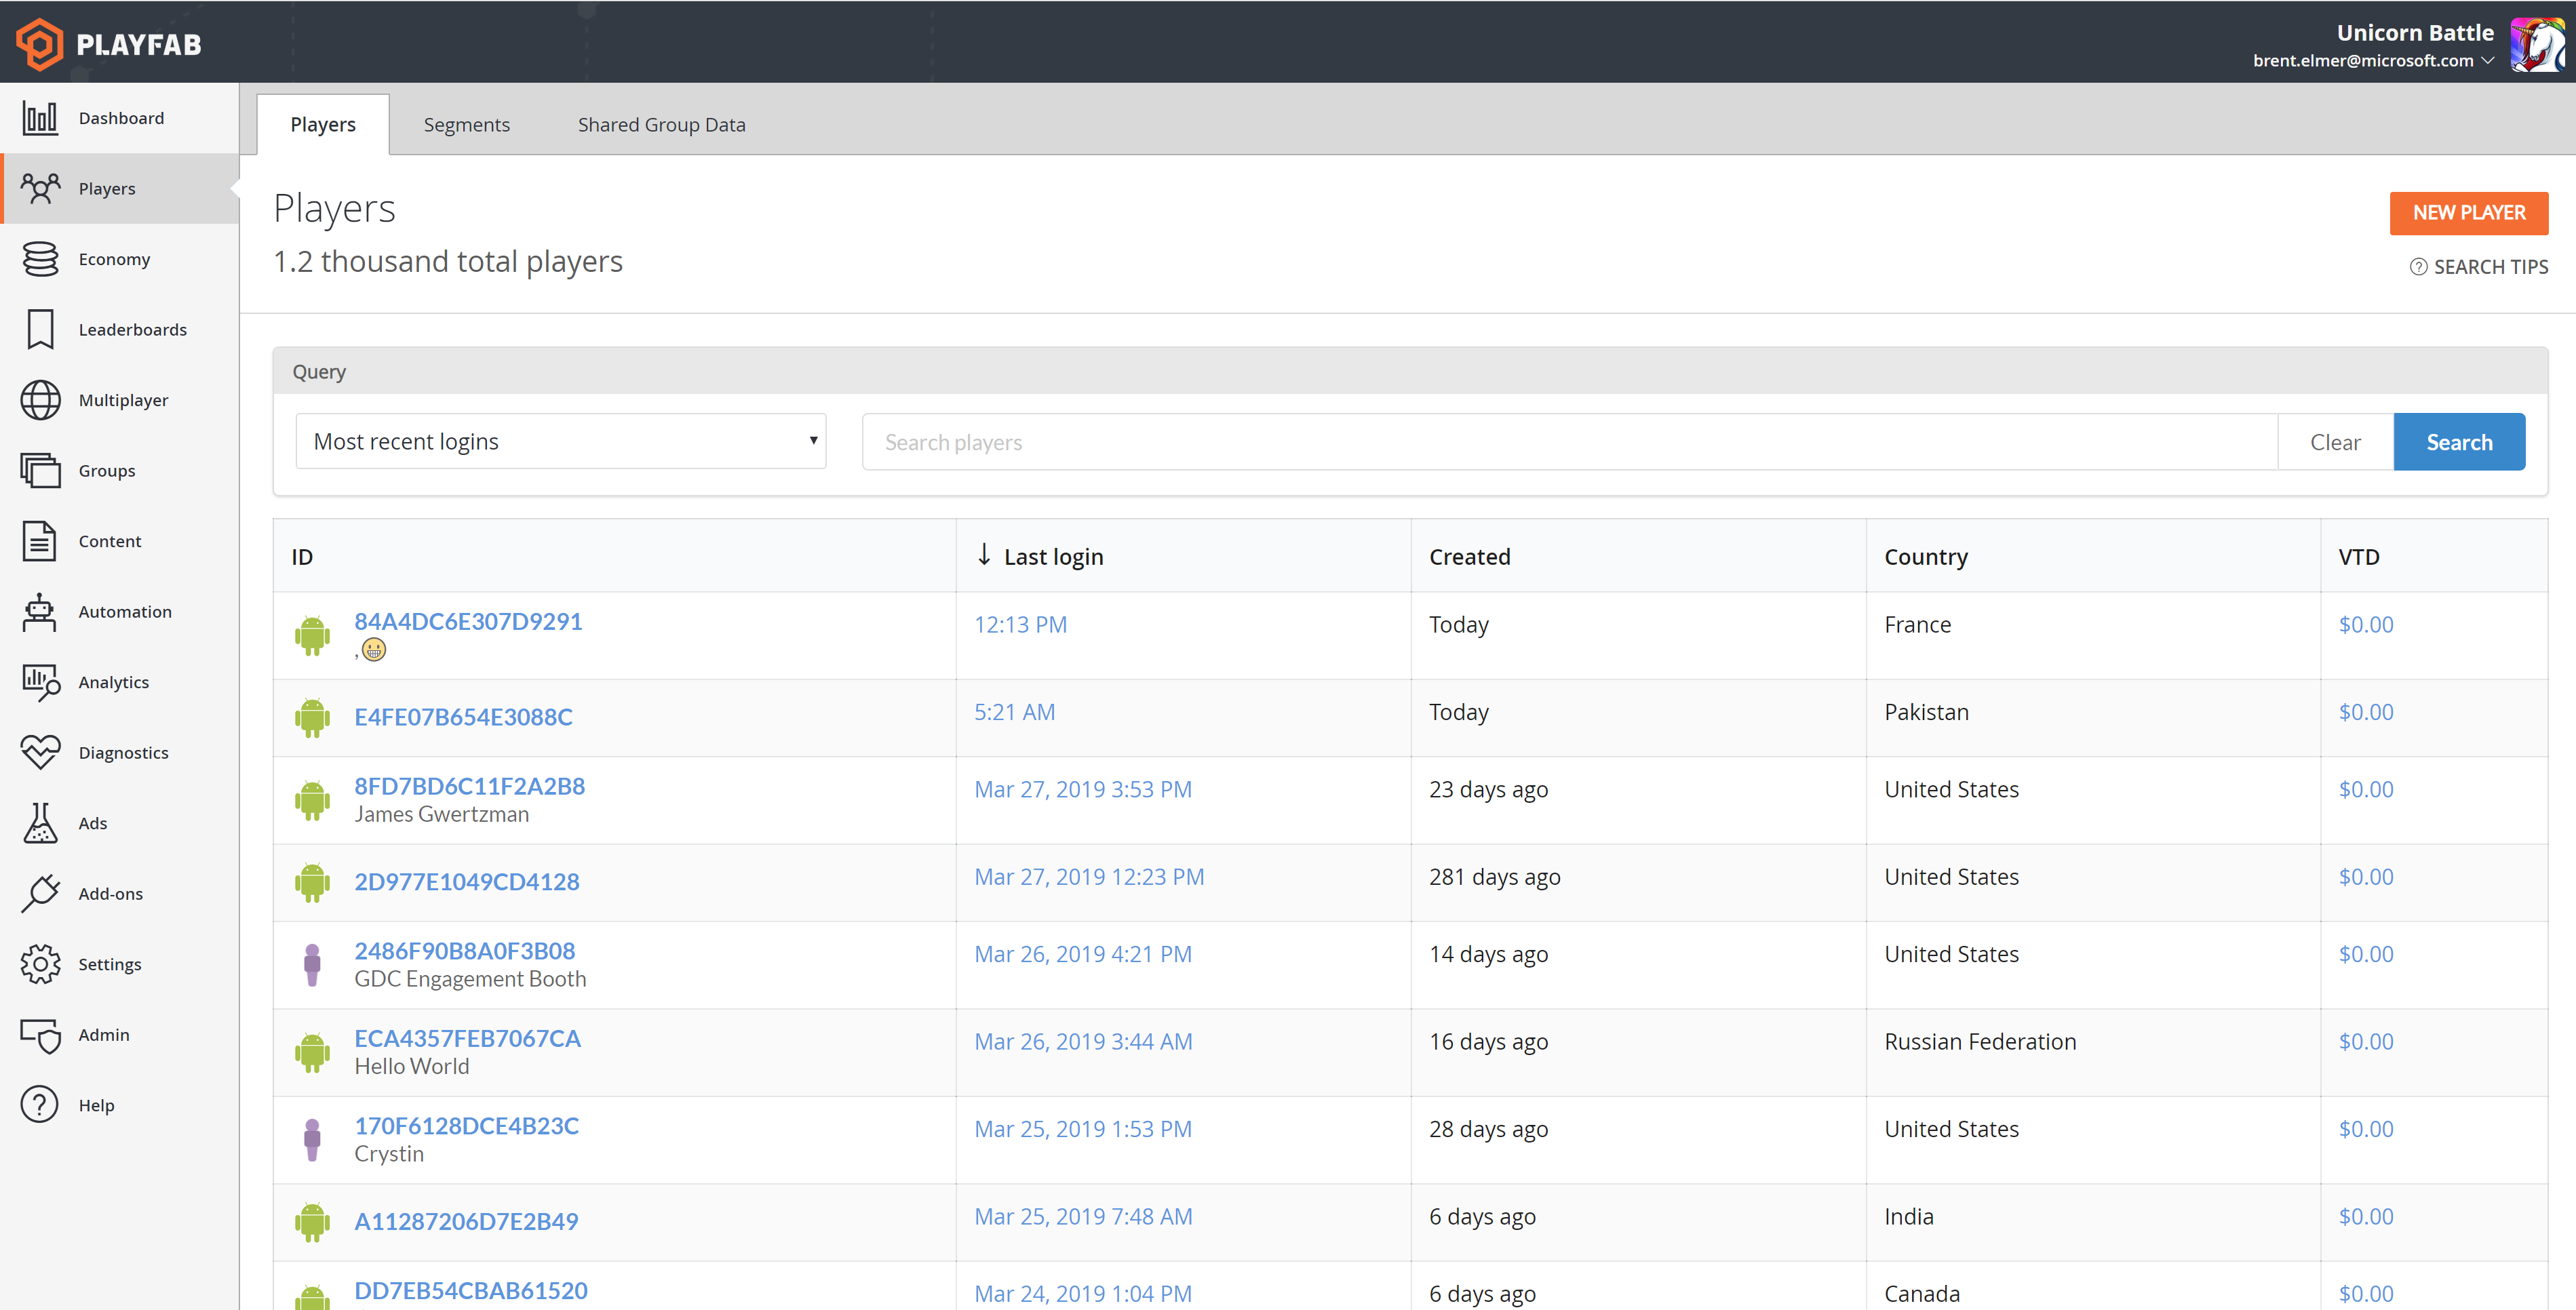 PLAYFAB
Unicorn Battle
brent.elmer@microsoft.com
Dashboard
Players
Economy
Leaderboards
Multiplayer
Groups
Content
Automation
Analytics
Diagnostics
Ads
Add-ons
Settings
Admin
Help
Players Segments Shared Group Data
Players
1.2 thousand total players
NEW PLAYER
? SEARCH TIPS
Query
Most recent logins Search players Clear Search
ID ↓ Last login Created Country VTD
84A4DC6E307D9291 12:13 PM Today France $0.00
,😀
E4FE07B654E3088C 5:21 AM Today Pakistan $0.00
8FD7BD6C11F2A2B8 Mar 27, 2019 3:53 PM 23 days ago United States $0.00
James Gwertzman
2D977E1049CD4128 Mar 27, 2019 12:23 PM 281 days ago United States $0.00
2486F90B8A0F3B08 Mar 26, 2019 4:21 PM 14 days ago United States $0.00
GDC Engagement Booth
ECA4357FEB7067CA Mar 26, 2019 3:44 AM 16 days ago Russian Federation $0.00
Hello World
170F6128DCE4B23C Mar 25, 2019 1:53 PM 28 days ago United States $0.00
Crystin
A11287206D7E2B49 Mar 25, 2019 7:48 AM 6 days ago India $0.00
DD7EB54CBAB61520 Mar 24, 2019 1:04 PM 6 days ago Canada $0.00